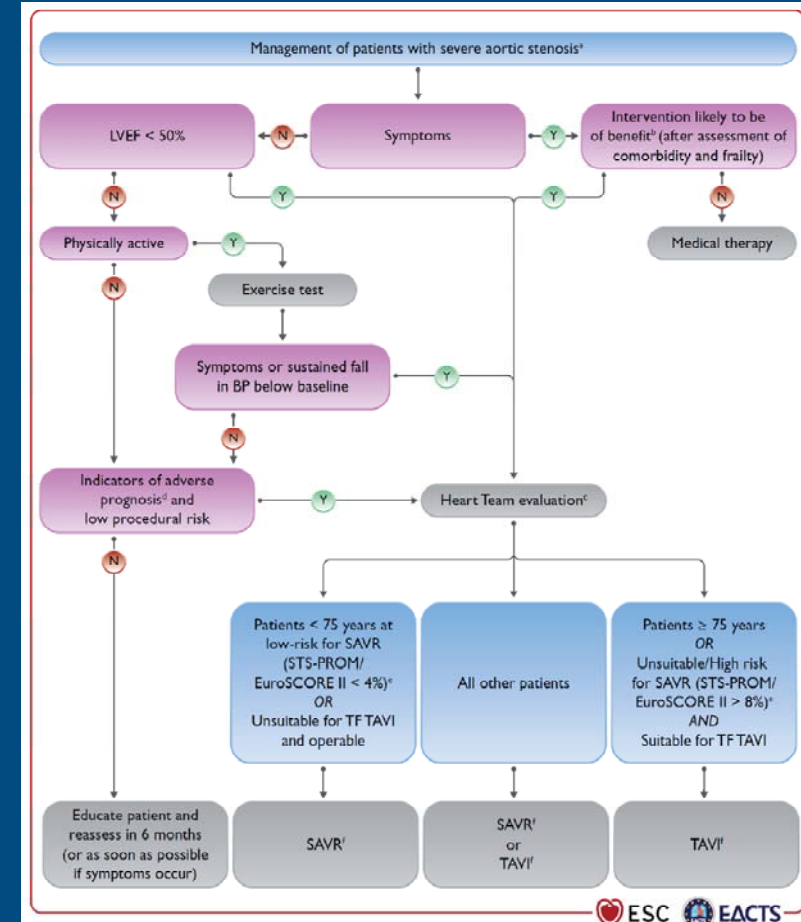 Management of patients with severe aortic stenosisᵃ
LVEF < 50%
N
Symptoms
Y
Intervention likely to be
of benefitᵇ (after assessment of
comorbidity and frailty)
N
Y
Y
N
Physically active
Y
Medical therapy
N
Exercise test
Symptoms or sustained fall
in BP below baseline
Y
N
Indicators of adverse
prognosisᵈ and
low procedural risk
Y
Heart Team evaluationᶜ
N
Patients < 75 years at
low-risk for SAVR
(STS-PROM/
EuroSCORE II < 4%)ᵉ
OR
Unsuitable for TF TAVI
and operable
All other patients
Patients ≥ 75 years
OR
Unsuitable/High risk
for SAVR (STS-PROM/
EuroSCORE II > 8%)ᵉ
AND
Suitable for TF TAVI
Educate patient and
reassess in 6 months
(or as soon as possible
if symptoms occur)
SAVRᶠ
SAVRᶠ
or
TAVIᶠ
TAVIᶠ
ESC EACTS